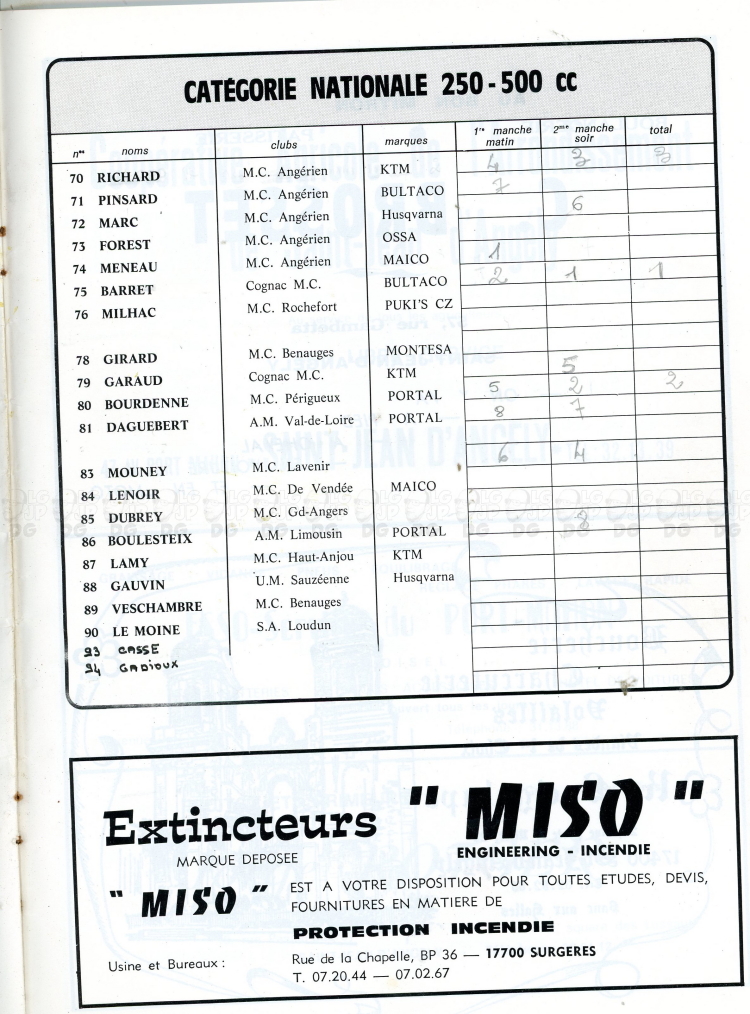 CATÉGORIE NATIONALE 250-500 cc
nos noms clubs marques 1re manche matin 2me manche soir total
70 RICHARD M.C. Angérien KTM 4 3 3
71 PINSARD M.C. Angérien BULTACO 7
72 MARC M.C. Angérien Husqvarna 6
73 FOREST M.C. Angérien OSSA
74 MENEAU M.C. Angérien MAICO 1
75 BARRET Cognac M.C. BULTACO 2 1 1
76 MILHAC M.C. Rochefort PUKI'S CZ
78 GIRARD M.C. Benauges MONTESA
79 GARAUD Cognac M.C. KTM 5
80 BOURDENNE M.C. Périgueux PORTAL 5 2 2
81 DAGUEBERT A.M. Val-de-Loire PORTAL 8 7
83 MOUNEY M.C. Lavenir 6 4
84 LENOIR M.C. De Vendée MAICO
85 DUBREY M.C. Gd-Angers
86 BOULESTEIX A.M. Limousin PORTAL 8
87 LAMY M.C. Haut-Anjou KTM
88 GAUVIN U.M. Sauzéenne Husqvarna
89 VESCHAMBRE M.C. Benauges
90 LE MOINE S.A. Loudun
93 CASSE
94 GADIOUX
Extincteurs " MISO "
MARQUE DEPOSEE
ENGINEERING - INCENDIE
" MISO " EST A VOTRE DISPOSITION POUR TOUTES ETUDES, DEVIS,
FOURNITURES EN MATIERE DE
PROTECTION INCENDIE
Usine et Bureaux : Rue de la Chapelle, BP 36 — 17700 SURGERES
T. 07.20.44 — 07.02.67